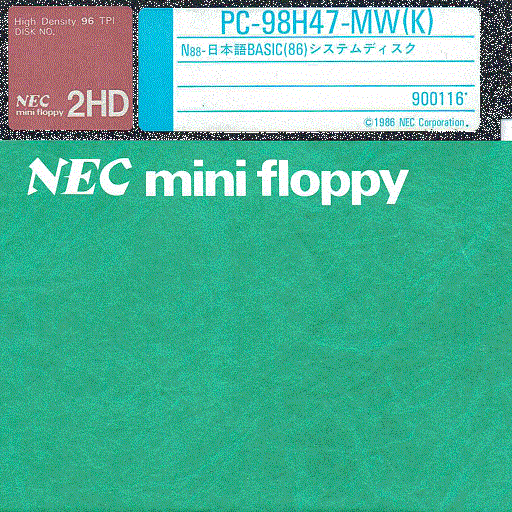 High Density 96 TPI
DISK NO.
NEC
mini floppy 2HD
PC-98H47-MW(K)
N88-日本語BASIC(86)システムディスク
900116*
©1986 NEC Corporation.
NEC mini floppy